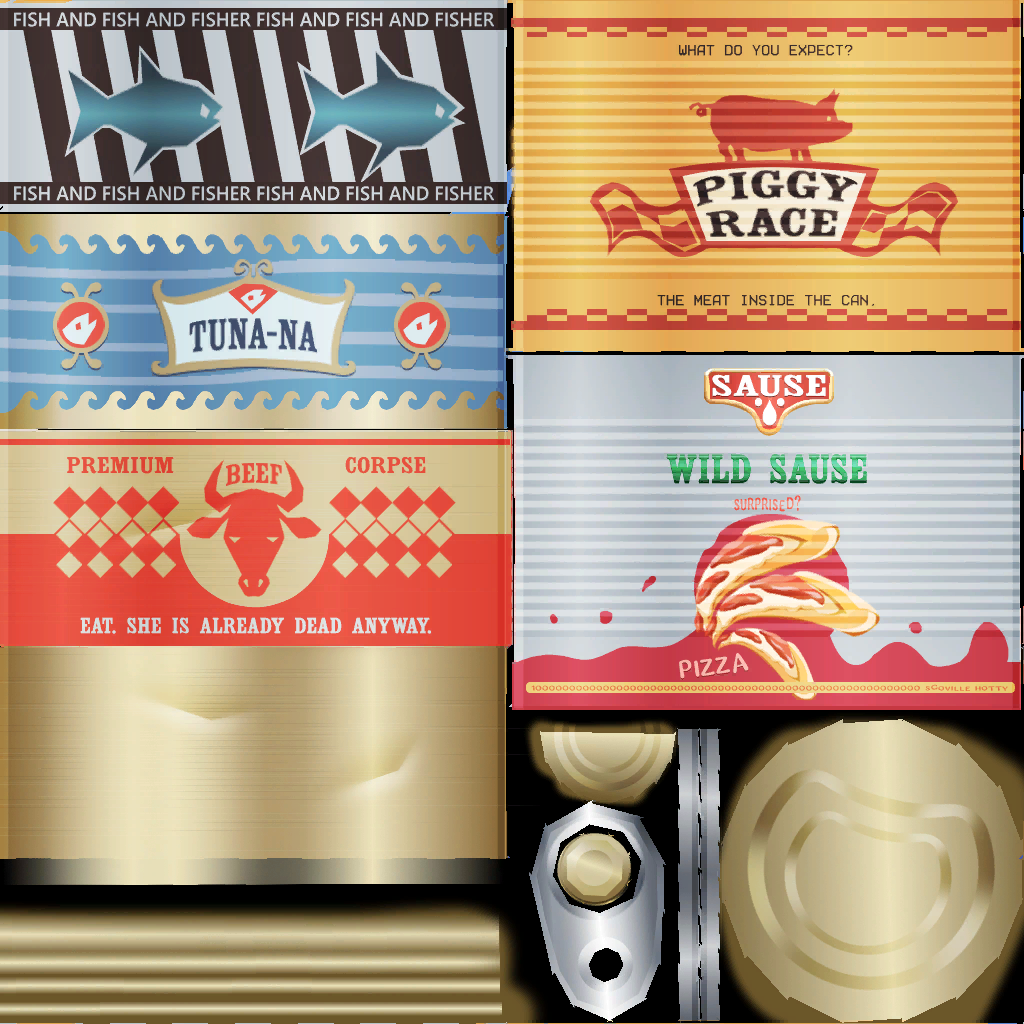 FISH AND FISH AND FISHER FISH AND FISH AND FISHER
FISH AND FISH AND FISHER FISH AND FISH AND FISHER
TUNA-NA
PREMIUM
BEEF
CORPSE
EAT. SHE IS ALREADY DEAD ANYWAY.
WHAT DO YOU EXPECT?
PIGGY
RACE
THE MEAT INSIDE THE CAN.
SAUSE
WILD SAUSE
SURPRISED?
PIZZA
SCOVILLE HOTTY